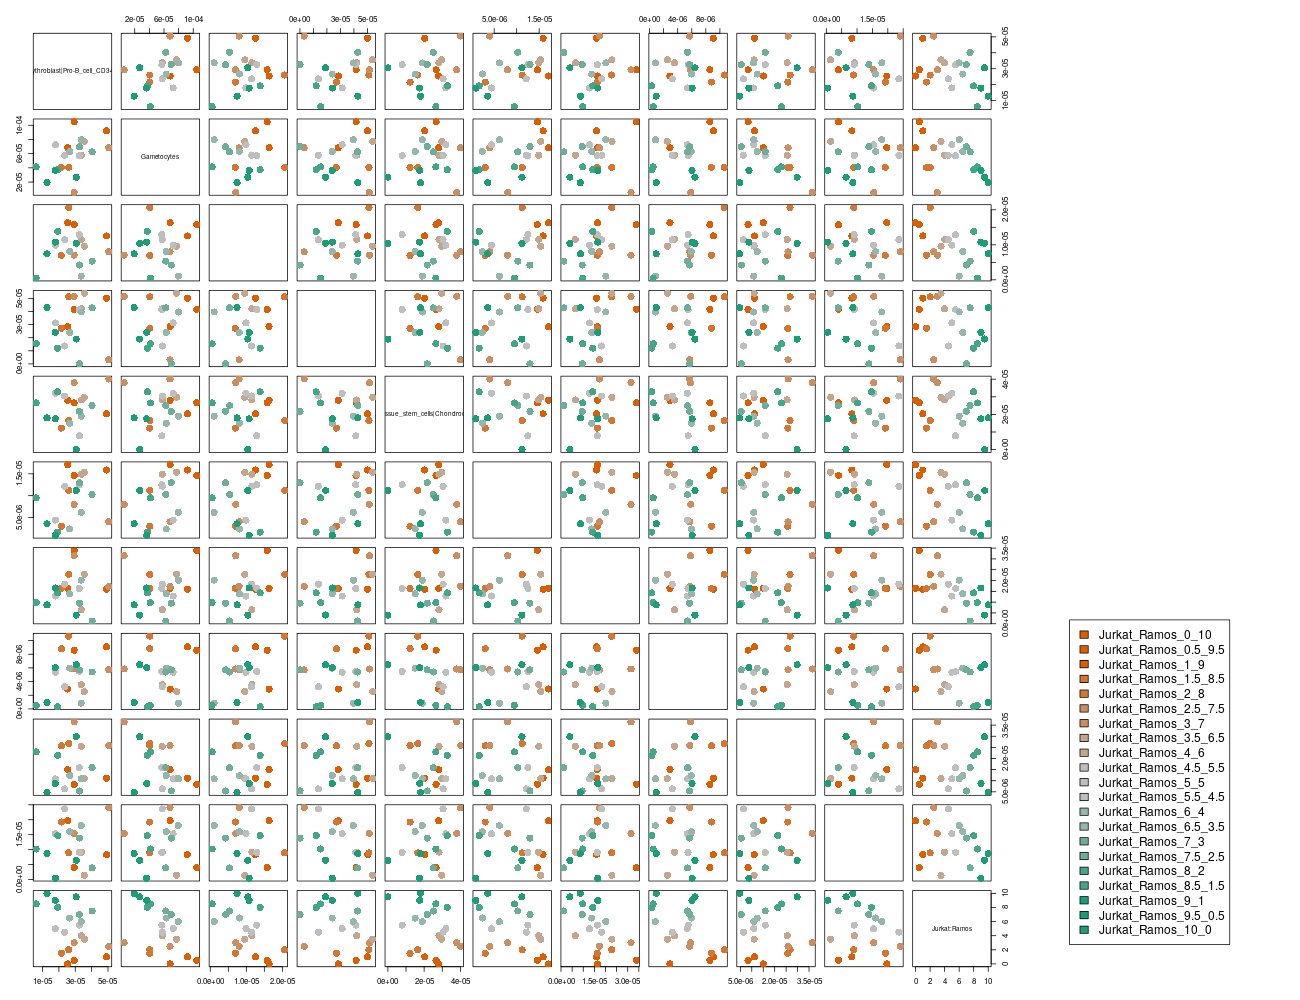 2e-05 6e-05 1e-04 0e+00 3e-05 5e-05 5.0e-06 1.5e-05 0e+00 4e-06 8e-06 0.0e+00 1.5e-05
ythroblast|Pro-B_cell_CD3-
1e-05 3e-05 5e-05
2e-05 6e-05 1e-04
Gametocytes
0.0e+00 1.0e-05 2.0e-05
0e+00 3e-05 5e-05
ssue_stem_cells|Chondro
0e+00 2e-05 4e-05
5.0e-06 1.5e-05
0.0e+00 2.0e-05 3.5e-05
0e+00 4e-06 8e-06
5.0e-06 2.0e-05 3.5e-05
0.0e+00 1.5e-05
Jurkat:Ramos
0 2 4 6 8 10
1e-05 3e-05 5e-05 0.0e+00 1.0e-05 2.0e-05 0e+00 2e-05 4e-05 0.0e+00 1.5e-05 3.0e-05 5.0e-06 2.0e-05 3.5e-05 0 2 4 6 8 10
Jurkat_Ramos_0_10
Jurkat_Ramos_0.5_9.5
Jurkat_Ramos_1_9
Jurkat_Ramos_1.5_8.5
Jurkat_Ramos_2_8
Jurkat_Ramos_2.5_7.5
Jurkat_Ramos_3_7
Jurkat_Ramos_3.5_6.5
Jurkat_Ramos_4_6
Jurkat_Ramos_4.5_5.5
Jurkat_Ramos_5_5
Jurkat_Ramos_5.5_4.5
Jurkat_Ramos_6_4
Jurkat_Ramos_6.5_3.5
Jurkat_Ramos_7_3
Jurkat_Ramos_7.5_2.5
Jurkat_Ramos_8_2
Jurkat_Ramos_8.5_1.5
Jurkat_Ramos_9_1
Jurkat_Ramos_9.5_0.5
Jurkat_Ramos_10_0